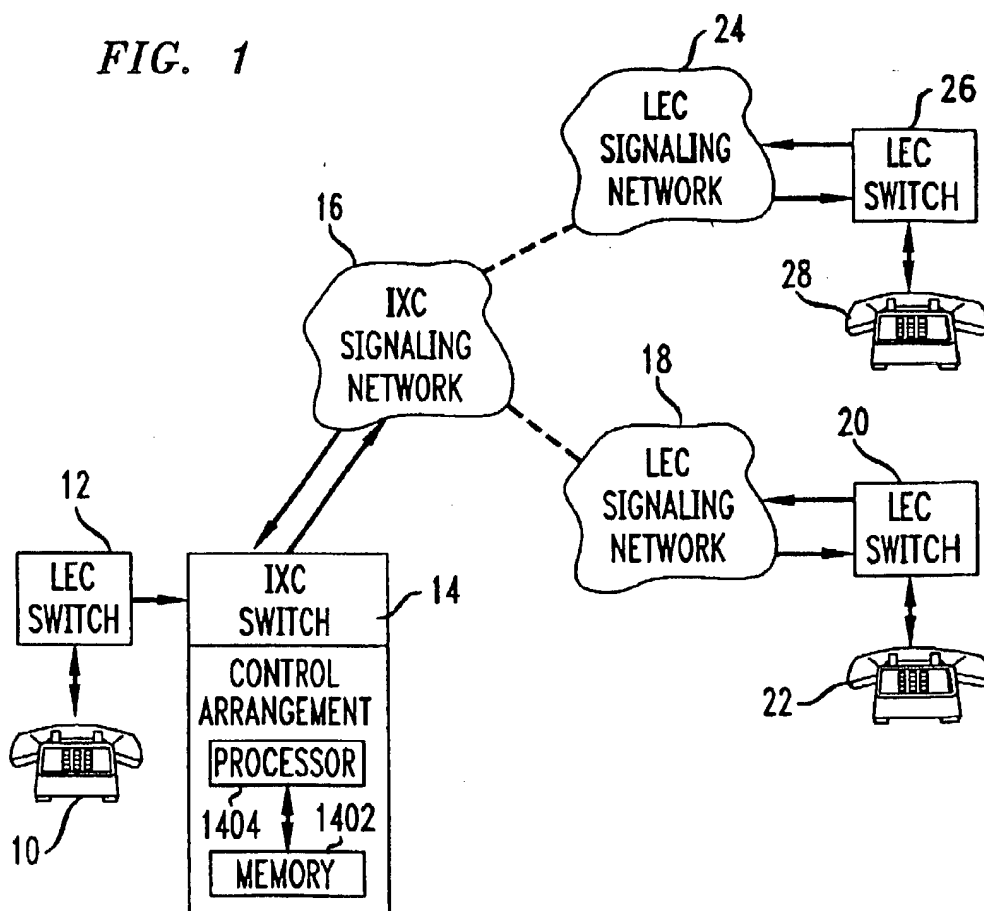 FIG. 1
24
LEC
SIGNALING
NETWORK
26
LEC
SWITCH
28
16
IXC
SIGNALING
NETWORK
18
LEC
SIGNALING
NETWORK
20
LEC
SWITCH
22
12
LEC
SWITCH
10
IXC
SWITCH
14
CONTROL
ARRANGEMENT
PROCESSOR
1404
1402
MEMORY